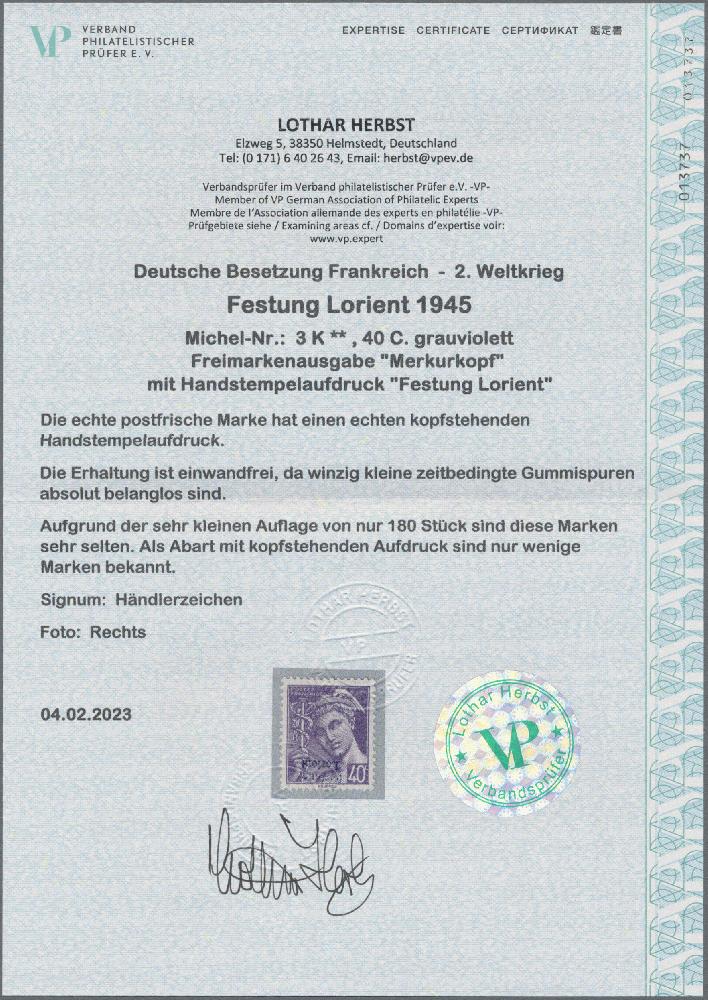 VP
VERBAND
PHILATELISTISCHER
PRÜFER E. V.
EXPERTISE CERTIFICATE СЕРТИФИКАТ 鑑定書
013737
013737
LOTHAR HERBST
Elzweg 5, 38350 Helmstedt, Deutschland
Tel: (0 171) 6 40 26 43, Email: herbst@vpev.de
Verbandsprüfer im Verband philatelistischer Prüfer e.V. -VP-
Member of VP German Association of Philatelic Experts
Membre de l'Association allemande des experts en philatélie -VP-
Prüfgebiete siehe / Examining areas cf. / Domains d'expertise voir:
www.vp.expert
Deutsche Besetzung Frankreich - 2. Weltkrieg
Festung Lorient 1945
Michel-Nr.: 3 K ** , 40 C. grauviolett
Freimarkenausgabe "Merkurkopf"
mit Handstempelaufdruck "Festung Lorient"
Die echte postfrische Marke hat einen echten kopfstehenden
Handstempelaufdruck.
Die Erhaltung ist einwandfrei, da winzig kleine zeitbedingte Gummispuren
absolut belanglos sind.
Aufgrund der sehr kleinen Auflage von nur 180 Stück sind diese Marken
sehr selten. Als Abart mit kopfstehenden Aufdruck sind nur wenige
Marken bekannt.
Signum: Händlerzeichen
Foto: Rechts
LOTHAR HERBST
VP
04.02.2023
40
Lothar Herbst
VP
Verbandsprüfer